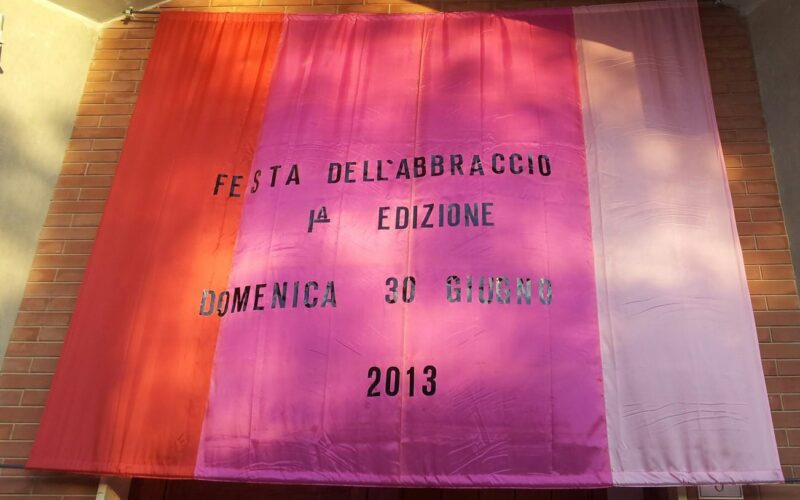 FESTA DELL'ABBRACCIO
1A EDIZIONE
DOMENICA 30 GIUGNO
2013